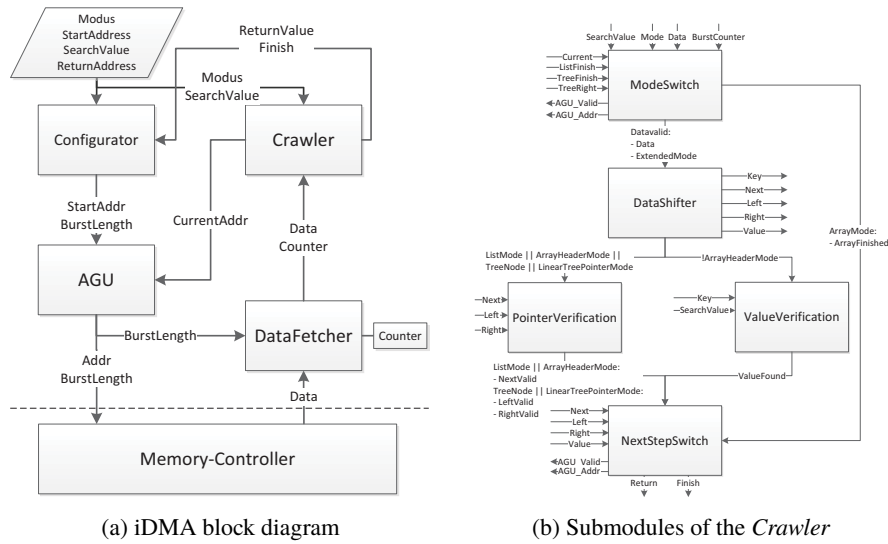 Modus
StartAddress
SearchValue
ReturnAddress
ReturnValue
Finish
Modus
SearchValue
Configurator
Crawler
StartAddr
BurstLength
CurrentAddr
Data
Counter
AGU
BurstLength
DataFetcher
Counter
Addr
BurstLength
Data
Memory-Controller
(a) iDMA block diagram
SearchValue
Mode
Data
BurstCounter
Current
ListFinish
TreeFinish
TreeRight
AGU_Valid
AGU_Addr
ModeSwitch
Datavalid:
- Data
- ExtendedMode
DataShifter
Key
Next
Left
Right
Value
ArrayMode:
- ArrayFinished
ListMode || ArrayHeaderMode ||
TreeNode || LinearTreePointerMode
!ArrayHeaderMode
Next
Left
Right
PointerVerification
Key
SearchValue
ValueVerification
ListMode || ArrayHeaderMode:
- NextValid
TreeNode || LinearTreePointerMode:
- LeftValid
- RightValid
ValueFound
Next
Left
Right
Value
AGU_Valid
AGU_Addr
NextStepSwitch
Return
Finish
(b) Submodules of the Crawler